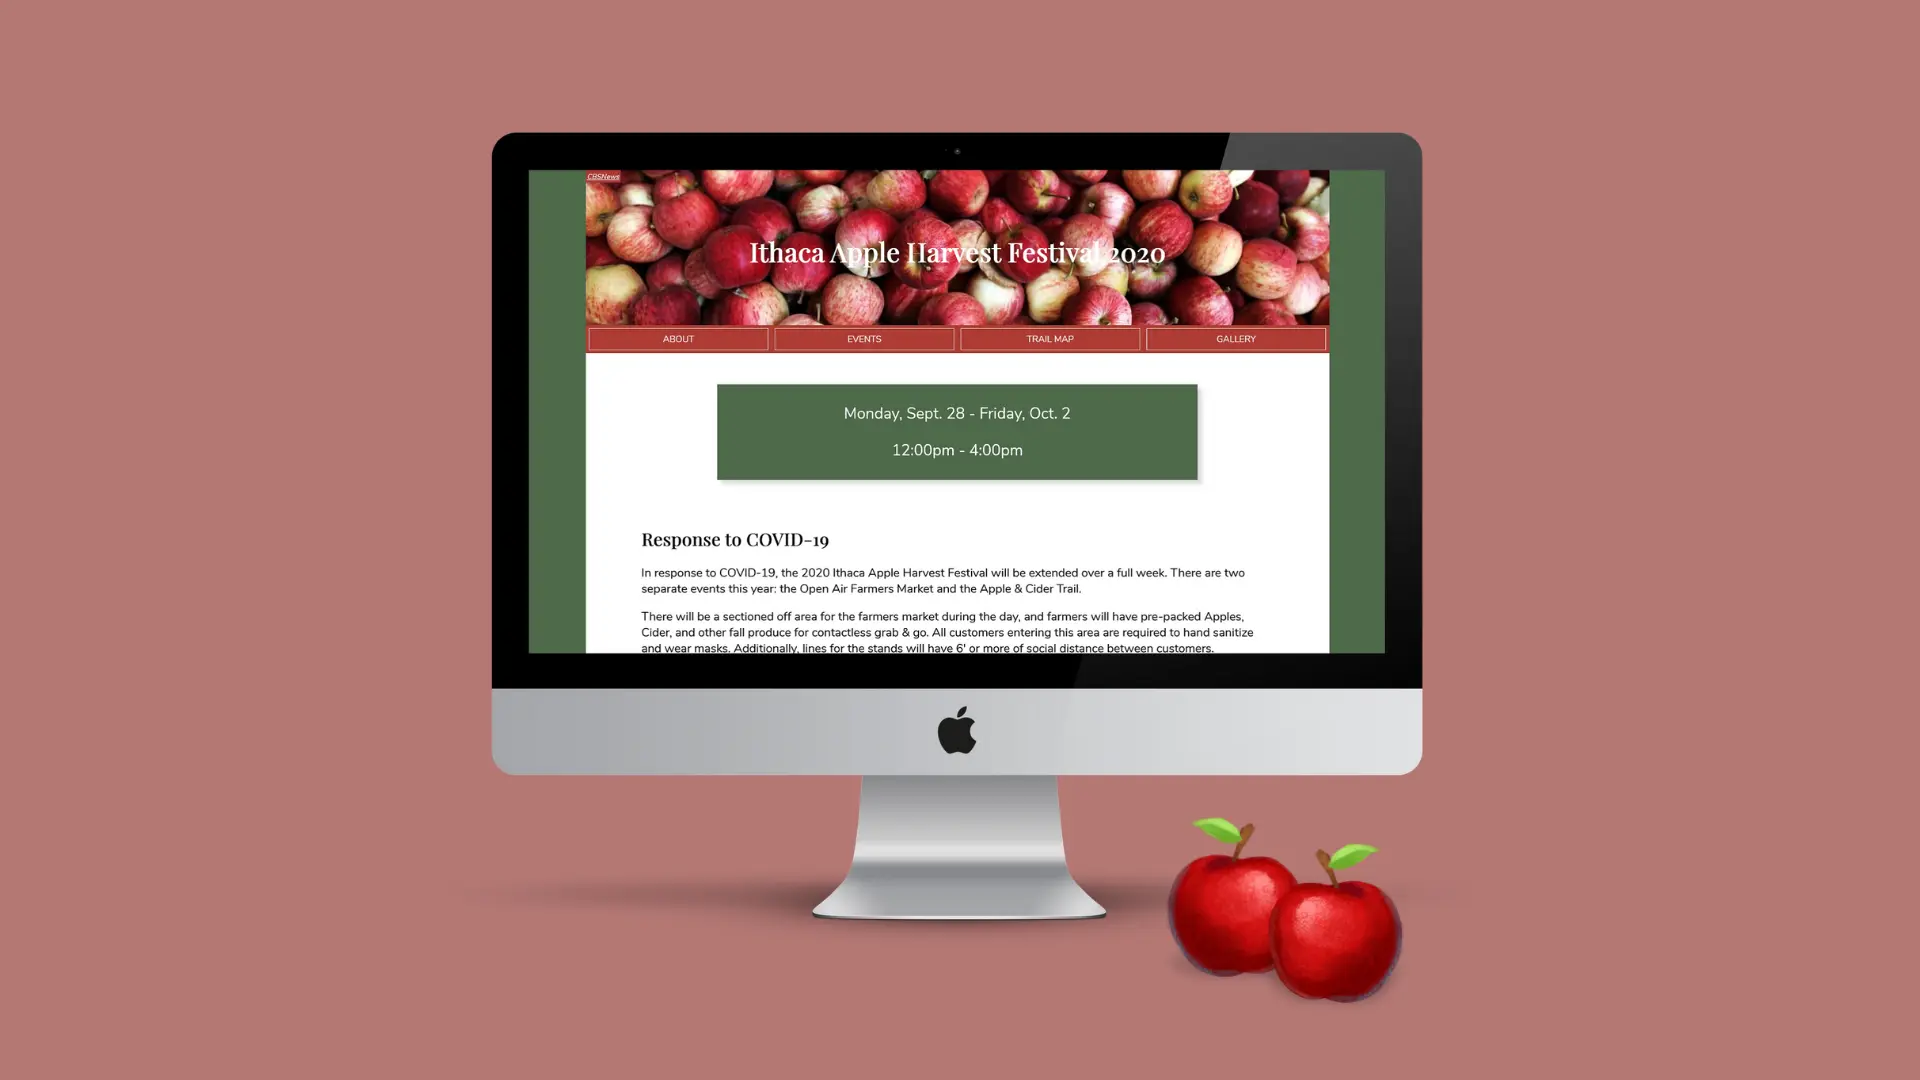 CBSNews
Ithaca Apple Harvest Festival 2020
ABOUT
EVENTS
TRAIL MAP
GALLERY
Monday, Sept. 28 - Friday, Oct. 2
12:00pm - 4:00pm
Response to COVID-19
In response to COVID-19, the 2020 Ithaca Apple Harvest Festival will be extended over a full week. There are two
separate events this year: the Open Air Farmers Market and the Apple & Cider Trail.
There will be a sectioned off area for the farmers market during the day, and farmers will have pre-packed Apples,
Cider, and other fall produce for contactless grab & go. All customers entering this area are required to hand sanitize
and wear masks. Additionally, lines for the stands will have 6' or more of social distance between customers.